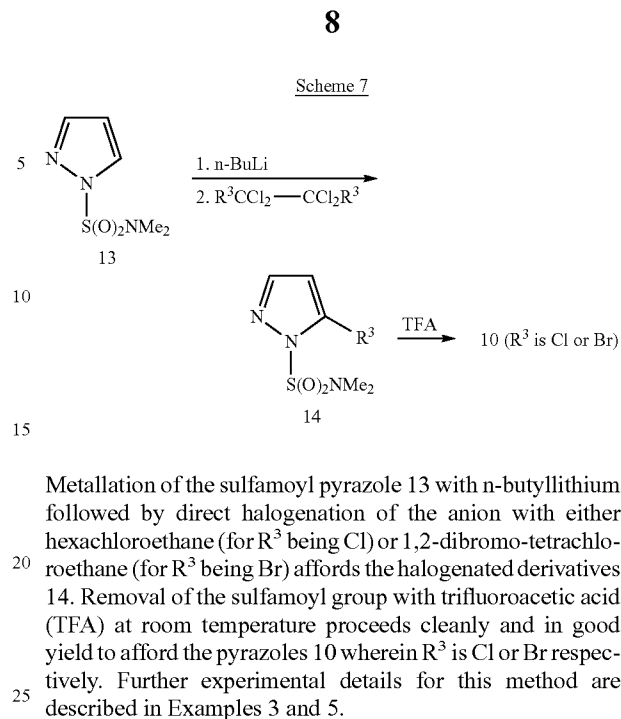 8
Scheme 7
5
N
N
S(O)2NMe2
13
1. n-BuLi
2. R³CCl2—CCl2R³
10
N
N
R³
S(O)2NMe2
14
TFA
10 (R³ is Cl or Br)
15
Metallation of the sulfamoyl pyrazole 13 with n-butyllithium
followed by direct halogenation of the anion with either
hexachloroethane (for R³ being Cl) or 1,2-dibromo-tetrachlo-
20 roethane (for R³ being Br) affords the halogenated derivatives
14. Removal of the sulfamoyl group with trifluoroacetic acid
(TFA) at room temperature proceeds cleanly and in good
yield to afford the pyrazoles 10 wherein R³ is Cl or Br respec-
tively. Further experimental details for this method are
25 described in Examples 3 and 5.